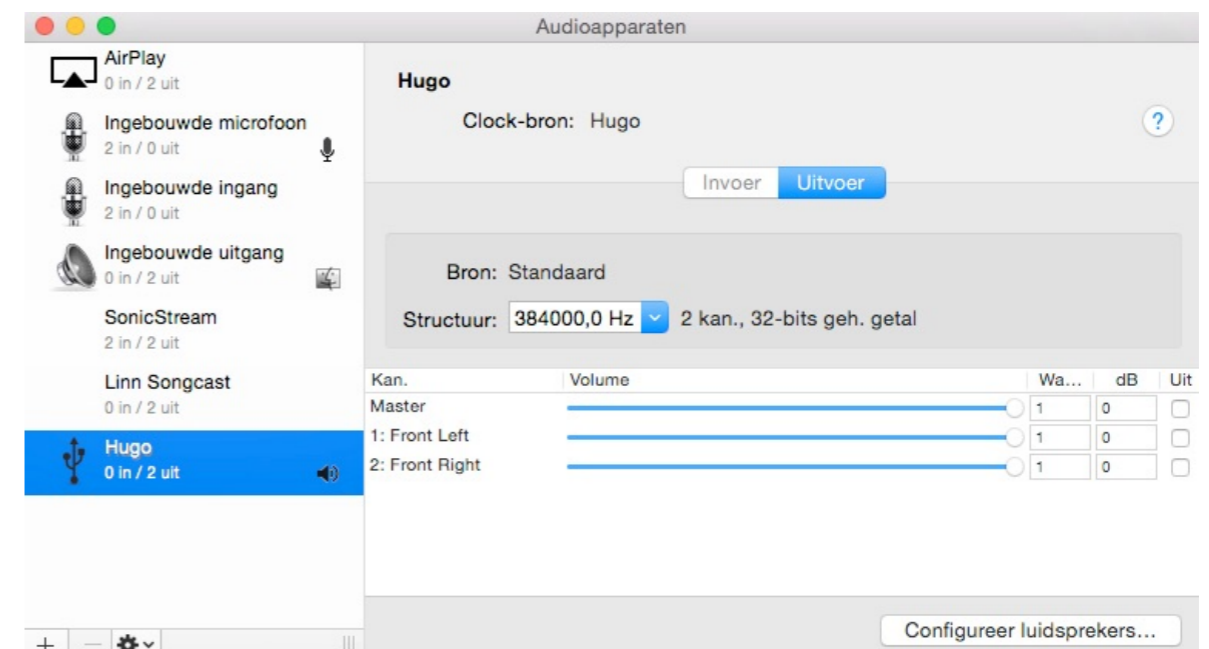 Audioapparaten
AirPlay
0 in / 2 uit
Ingebouwde microfoon
2 in / 0 uit
Ingebouwde ingang
2 in / 0 uit
Ingebouwde uitgang
0 in / 2 uit
SonicStream
2 in / 2 uit
Linn Songcast
0 in / 2 uit
Hugo
0 in / 2 uit
Hugo
Clock-bron: Hugo
?
Invoer Uitvoer
Bron: Standaard
Structuur: 384000,0 Hz 2 kan., 32-bits geh. getal
Kan. Volume Wa... dB Uit
Master 1 0
1: Front Left 1 0
2: Front Right 1 0
Configureer luidsprekers...